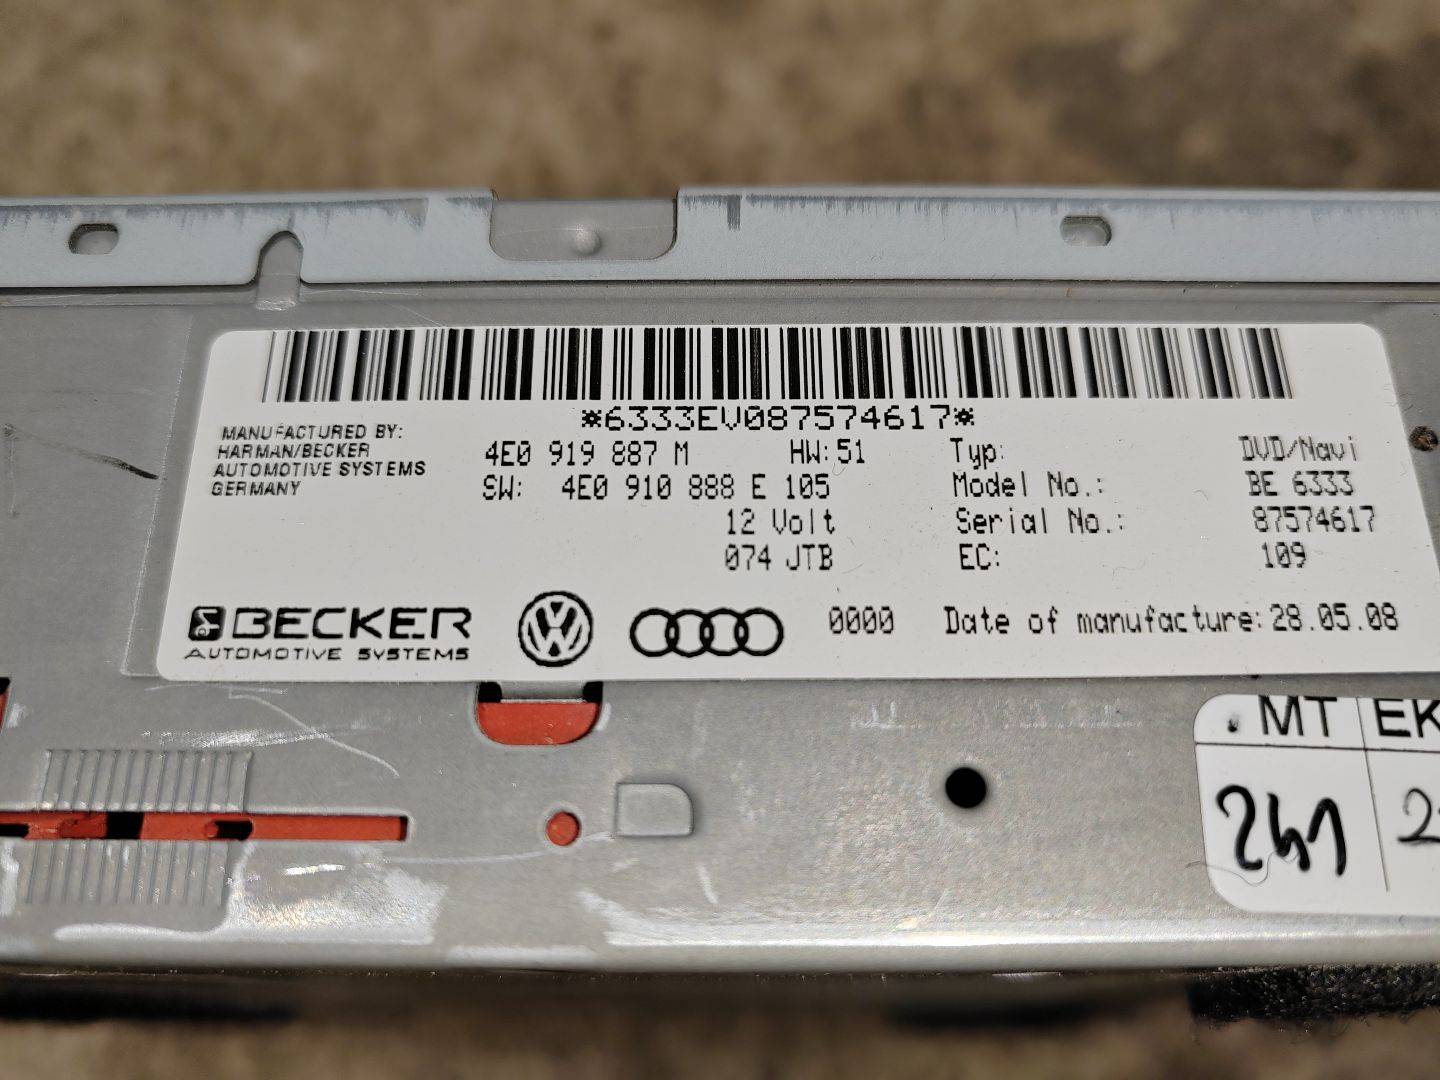 *6333EV087574617*
MANUFACTURED BY:
HARMAN/BECKER
AUTOMOTIVE SYSTEMS
GERMANY
4E0 919 887 M HW:51
SW: 4E0 910 888 E 105
12 Volt
074 JTB
Typ: DVD/Navi
Model No.: BE 6333
Serial No.: 87574617
EC: 109
BECKER
AUTOMOTIVE SYSTEMS
VW
0000 Date of manufacture: 28.05.08
MT EK
241